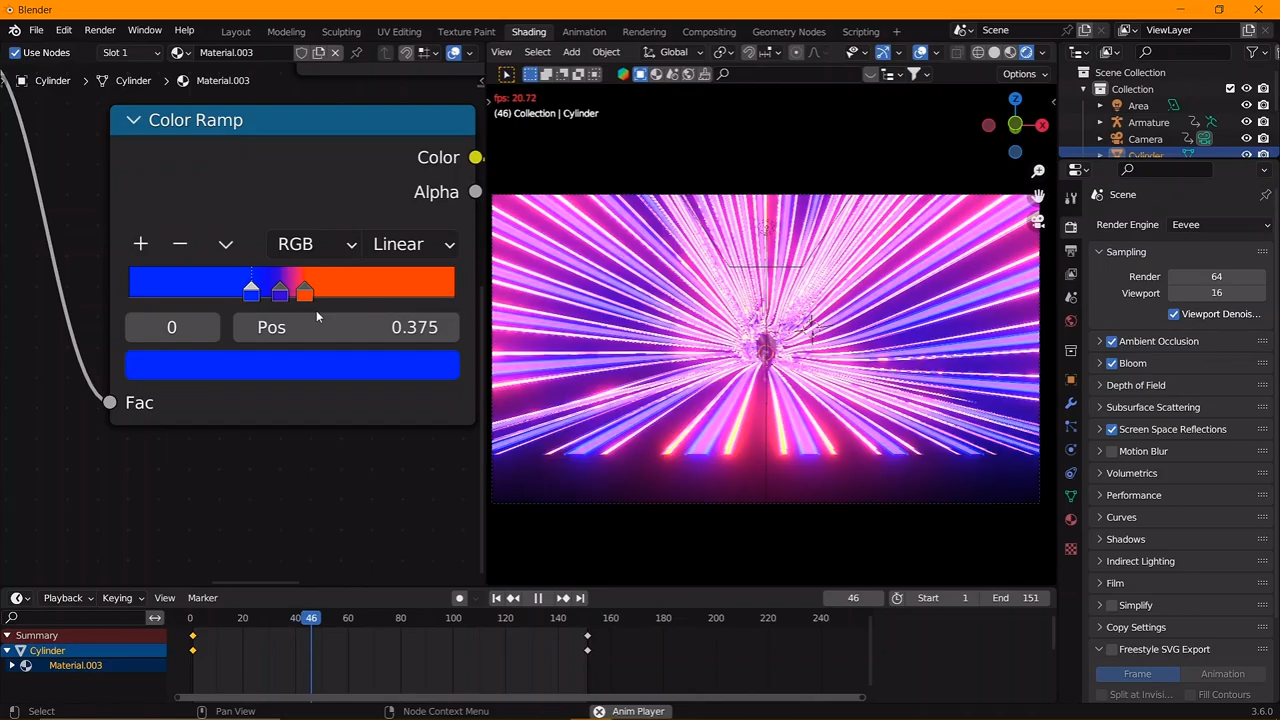 Blender
File Edit Render Window Help Layout Modeling Sculpting UV Editing Texture Paint Shading Animation Rendering Compositing Geometry Nodes Scripting + Scene ViewLayer
Use Nodes Slot 1 Material.003 View Select Add Object Global
Options
Cylinder > Cylinder > Material.003
Color Ramp
Color
Alpha
RGB Linear
0 Pos 0.375
Fac
fps: 20.72
(46) Collection | Cylinder
Z
X
Scene Collection
Collection
Area
Armature
Camera
Cylinder
Scene
Render Engine Eevee
Sampling
Render 64
Viewport 16
Viewport Denois...
Ambient Occlusion
Bloom
Depth of Field
Subsurface Scattering
Screen Space Reflections
Motion Blur
Volumetrics
Performance
Curves
Shadows
Indirect Lighting
Film
Simplify
Copy Settings
Freestyle SVG Export
Frame Animation
Split at Invisi... Fill Contours
Playback Keying View Marker 46 Start 1 End 151
0 20 40 46 60 80 100 120 140 160 180 200 220 240
Summary
Cylinder
Material.003
Select Pan View Node Context Menu Anim Player 3.6.0